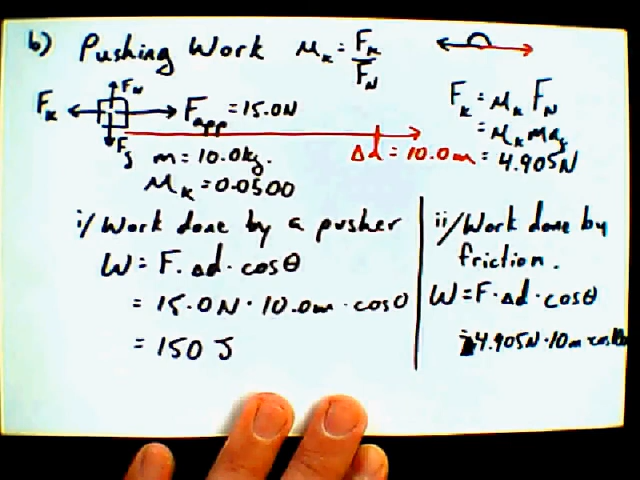 b) Pushing Work μK = FK/FN
FN
FK Fapp = 15.0N
Fg
Δd = 10.0m
m = 10.0kg.
μK = 0.0500
FK = μK FN
= μK mag
= 4.905N
i/ Work done by a pusher
W = F · Δd · cosθ
= 15.0N · 10.0m · cos0
= 150 J
ii/ Work done by
friction.
W = F · Δd · cosθ
4.905N · 10m